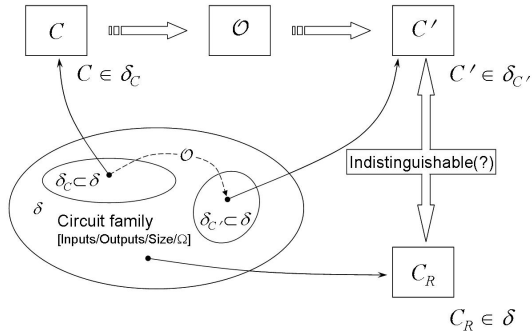 C
𝒪
C′
C ∈ δ_C
C′ ∈ δ_C′
𝒪
Indistinguishable(?)
δ_C ⊂ δ
δ
δ_C′ ⊂ δ
Circuit family
[Inputs/Outputs/Size/Ω]
C_R
C_R ∈ δ